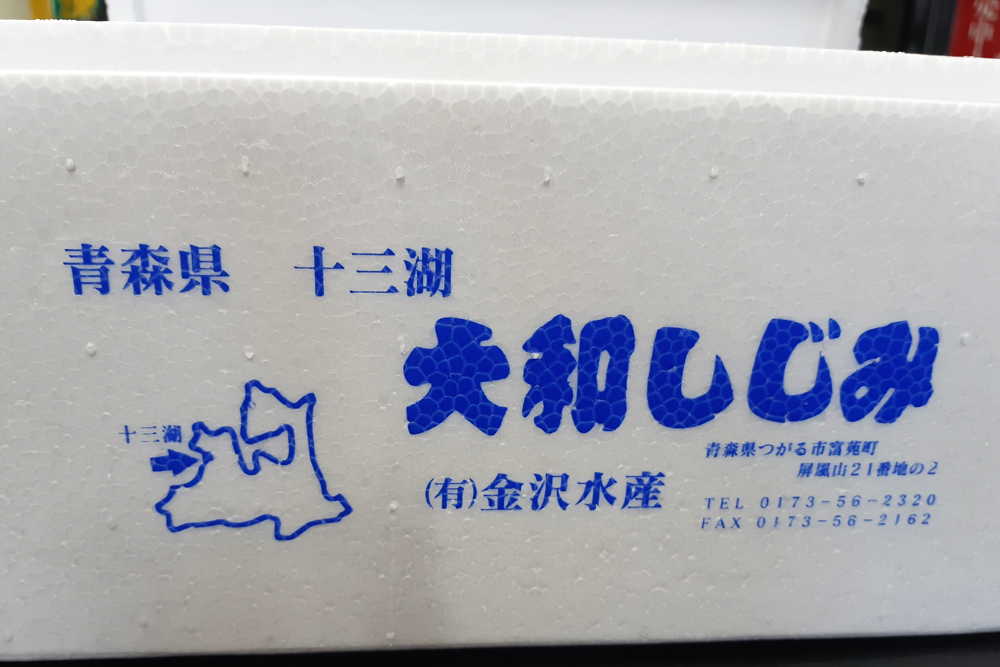 青森県 十三湖
大和しじみ
十三湖
(有)金沢水産
青森県つがる市富萢町
屏風山21番地の2
TEL 0173-56-2320
FAX 0173-56-2162